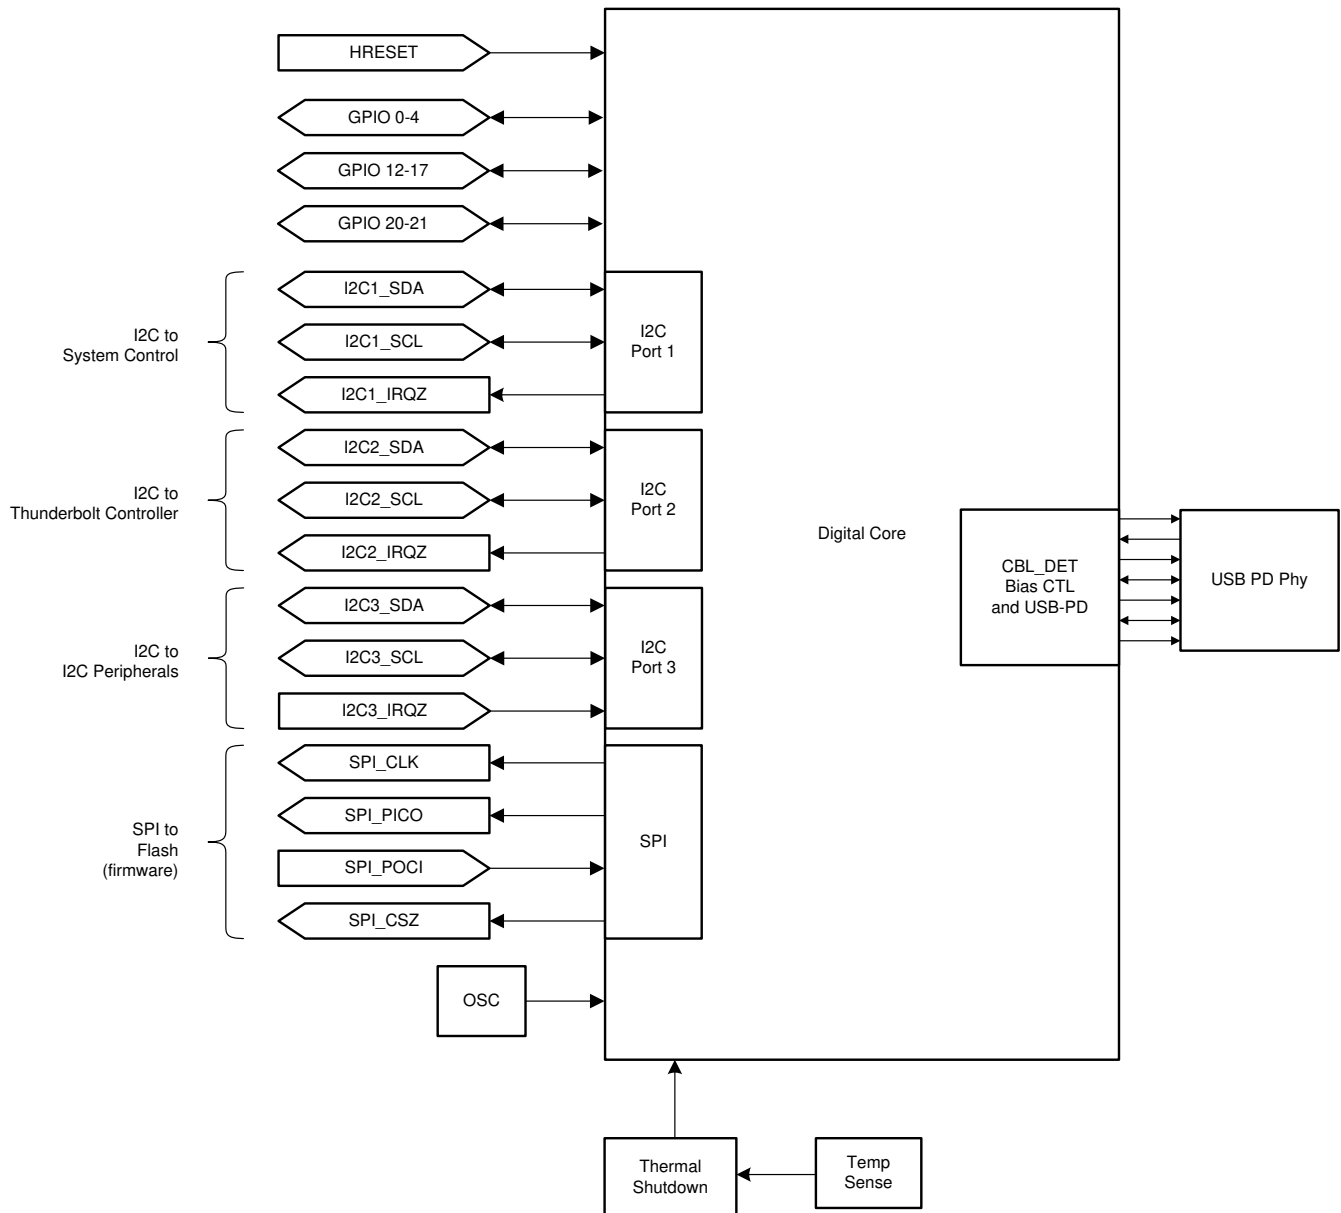 HRESET
GPIO 0-4
GPIO 12-17
GPIO 20-21
I2C to
System Control
I2C1_SDA
I2C1_SCL
I2C1_IRQZ
I2C
Port 1
I2C to
Thunderbolt Controller
I2C2_SDA
I2C2_SCL
I2C2_IRQZ
I2C
Port 2
Digital Core
CBL_DET
Bias CTL
and USB-PD
USB PD Phy
I2C to
I2C Peripherals
I2C3_SDA
I2C3_SCL
I2C3_IRQZ
I2C
Port 3
SPI to
Flash
(firmware)
SPI_CLK
SPI_PICO
SPI_POCI
SPI_CSZ
SPI
OSC
Thermal
Shutdown
Temp
Sense